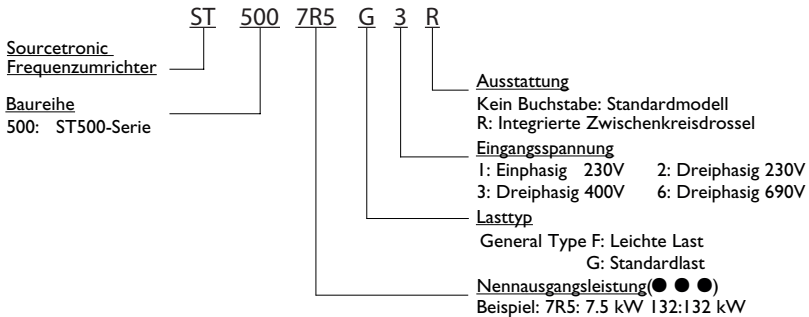 ST 500 7R5 G 3 R
Sourcetronic
Frequenzumrichter
Baureihe
500: ST500-Serie
Ausstattung
Kein Buchstabe: Standardmodell
R: Integrierte Zwischenkreisdrossel
Eingangsspannung
1: Einphasig 230V 2: Dreiphasig 230V
3: Dreiphasig 400V 6: Dreiphasig 690V
Lasttyp
General Type F: Leichte Last
G: Standardlast
Nennausgangsleistung(● ● ●)
Beispiel: 7R5: 7.5 kW 132:132 kW